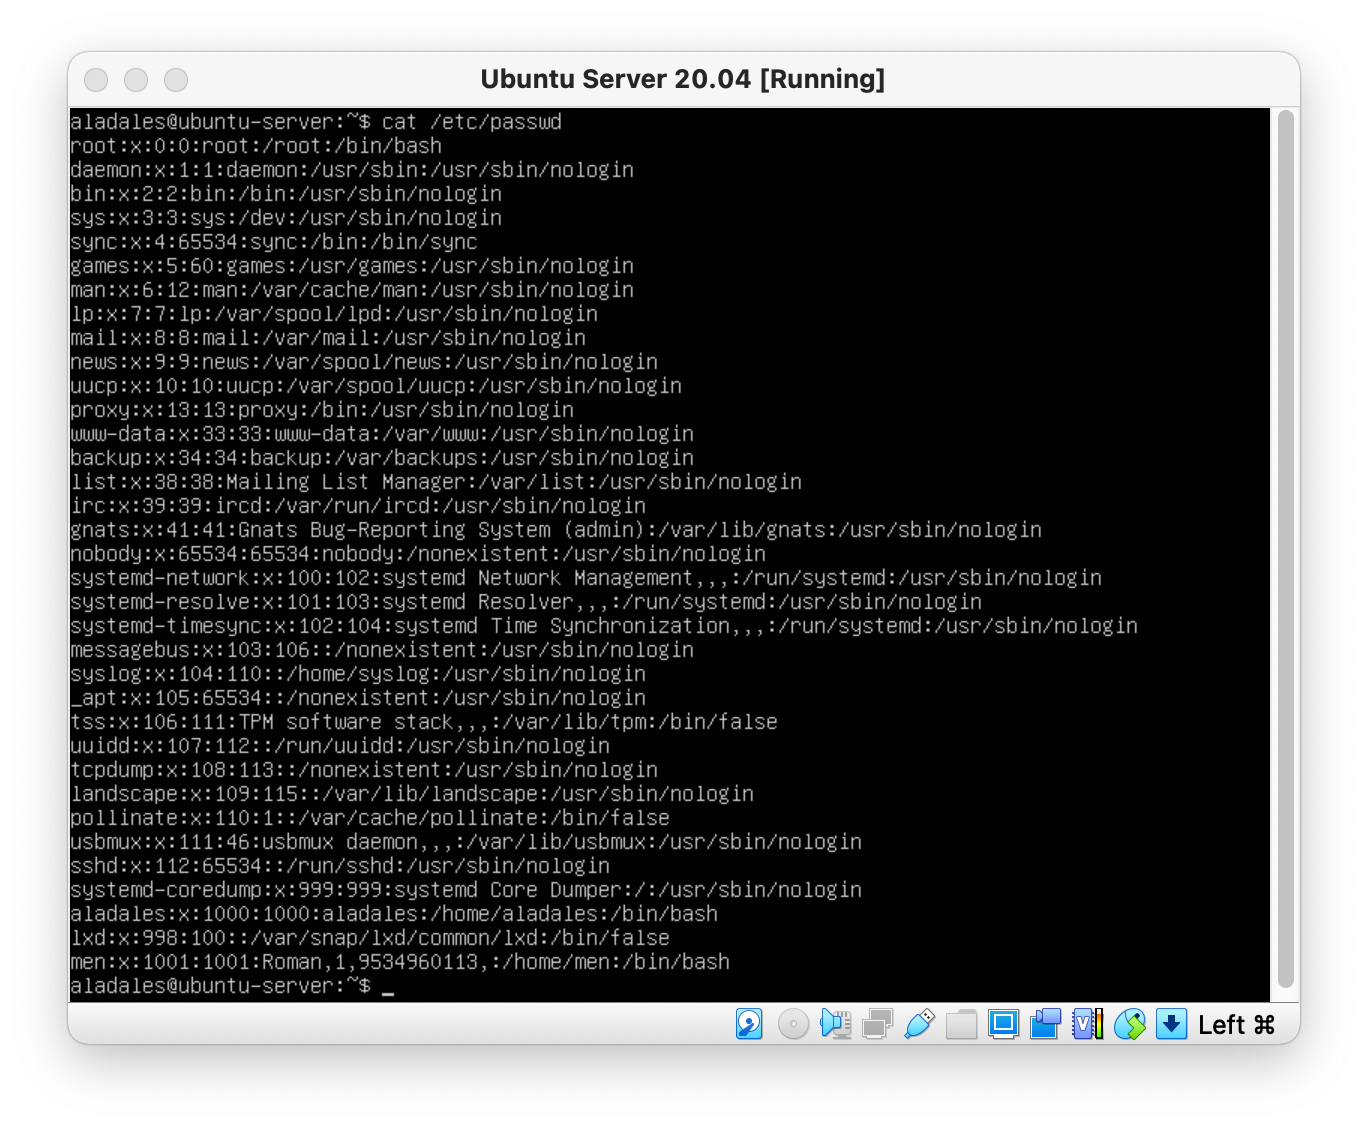 Ubuntu Server 20.04 [Running]
aladales@ubuntu-server:~$ cat /etc/passwd
root:x:0:0:root:/root:/bin/bash
daemon:x:1:1:daemon:/usr/sbin:/usr/sbin/nologin
bin:x:2:2:bin:/bin:/usr/sbin/nologin
sys:x:3:3:sys:/dev:/usr/sbin/nologin
sync:x:4:65534:sync:/bin:/bin/sync
games:x:5:60:games:/usr/games:/usr/sbin/nologin
man:x:6:12:man:/var/cache/man:/usr/sbin/nologin
lp:x:7:7:lp:/var/spool/lpd:/usr/sbin/nologin
mail:x:8:8:mail:/var/mail:/usr/sbin/nologin
news:x:9:9:news:/var/spool/news:/usr/sbin/nologin
uucp:x:10:10:uucp:/var/spool/uucp:/usr/sbin/nologin
proxy:x:13:13:proxy:/bin:/usr/sbin/nologin
www-data:x:33:33:www-data:/var/www:/usr/sbin/nologin
backup:x:34:34:backup:/var/backups:/usr/sbin/nologin
list:x:38:38:Mailing List Manager:/var/list:/usr/sbin/nologin
irc:x:39:39:ircd:/var/run/ircd:/usr/sbin/nologin
gnats:x:41:41:Gnats Bug-Reporting System (admin):/var/lib/gnats:/usr/sbin/nologin
nobody:x:65534:65534:nobody:/nonexistent:/usr/sbin/nologin
systemd-network:x:100:102:systemd Network Management,,,:/run/systemd:/usr/sbin/nologin
systemd-resolve:x:101:103:systemd Resolver,,,:/run/systemd:/usr/sbin/nologin
systemd-timesync:x:102:104:systemd Time Synchronization,,,:/run/systemd:/usr/sbin/nologin
messagebus:x:103:106::/nonexistent:/usr/sbin/nologin
syslog:x:104:110::/home/syslog:/usr/sbin/nologin
_apt:x:105:65534::/nonexistent:/usr/sbin/nologin
tss:x:106:111:TPM software stack,,,:/var/lib/tpm:/bin/false
uuidd:x:107:112::/run/uuidd:/usr/sbin/nologin
tcpdump:x:108:113::/nonexistent:/usr/sbin/nologin
landscape:x:109:115::/var/lib/landscape:/usr/sbin/nologin
pollinate:x:110:1::/var/cache/pollinate:/bin/false
usbmux:x:111:46:usbmux daemon,,,:/var/lib/usbmux:/usr/sbin/nologin
sshd:x:112:65534::/run/sshd:/usr/sbin/nologin
systemd-coredump:x:999:999:systemd Core Dumper:/:/usr/sbin/nologin
aladales:x:1000:1000:aladales:/home/aladales:/bin/bash
lxd:x:998:100::/var/snap/lxd/common/lxd:/bin/false
men:x:1001:1001:Roman,1,9534960113,:/home/men:/bin/bash
aladales@ubuntu-server:~$ _
Left ⌘